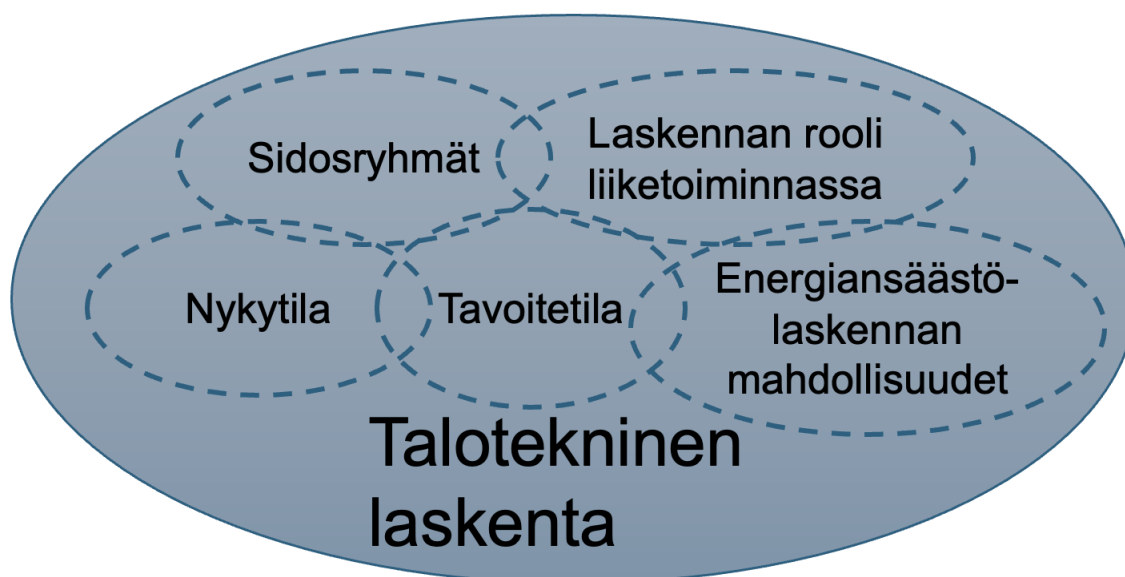 Sidosryhmät
Laskennan rooli
liiketoiminnassa
Nykytila
Tavoitetila
Energiansäästö-
laskennan
mahdollisuudet
Talotekninen
laskenta